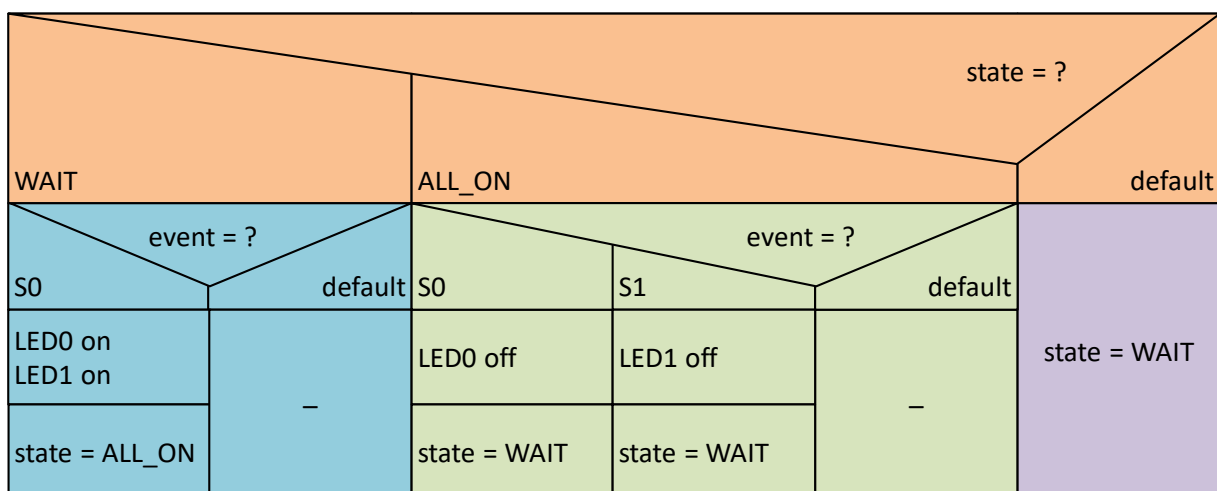 state = ?
WAIT
ALL_ON
default
event = ?
S0
default
event = ?
S0
S1
default
LED0 on
LED1 on
–
LED0 off
LED1 off
–
state = WAIT
state = ALL_ON
state = WAIT
state = WAIT